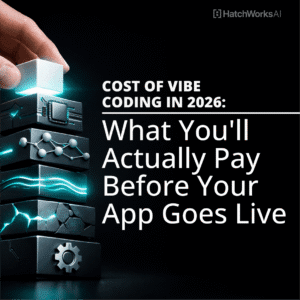 HatchWorksAI
COST OF VIBE
CODING IN 2026:
What You'll
Actually Pay
Before Your
App Goes Live